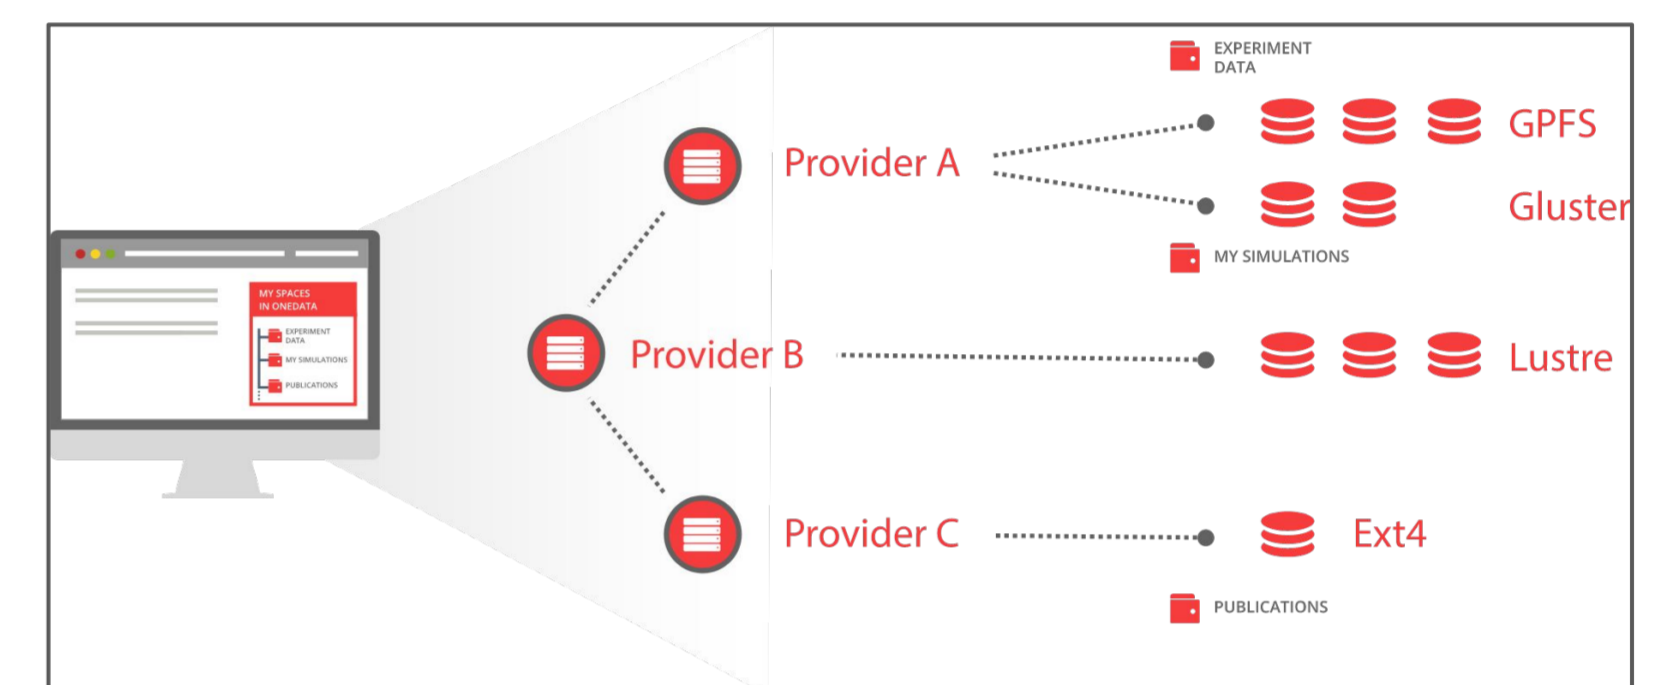 MY SPACES
IN ONEDATA
EXPERIMENT
DATA
MY SIMULATIONS
PUBLICATIONS
Provider A
Provider B
Provider C
EXPERIMENT
DATA
GPFS
Gluster
MY SIMULATIONS
Lustre
Ext4
PUBLICATIONS